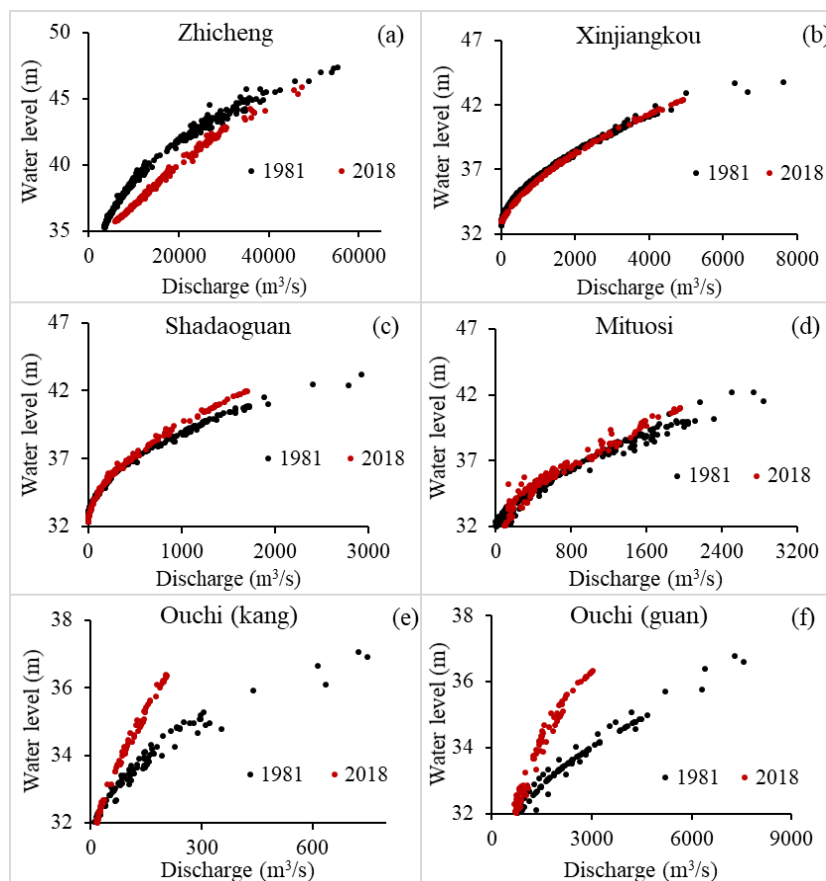 Zhicheng (a)
50
45
40
35
Water level (m)
1981 2018
0 20000 40000 60000
Discharge (m³/s)
Xinjiangkou (b)
47
42
37
32
Water level (m)
1981 2018
0 2000 4000 6000 8000
Discharge (m³/s)
Shadaoguan (c)
47
42
37
32
Water level (m)
1981 2018
0 1000 2000 3000
Discharge (m³/s)
Mituosi (d)
47
42
37
32
Water level (m)
1981 2018
0 800 1600 2400 3200
Discharge (m³/s)
Ouchi (kang) (e)
38
36
34
32
Water level (m)
1981 2018
0 300 600
Discharge (m³/s)
Ouchi (guan) (f)
38
36
34
32
Water level (m)
1981 2018
0 3000 6000 9000
Discharge (m³/s)